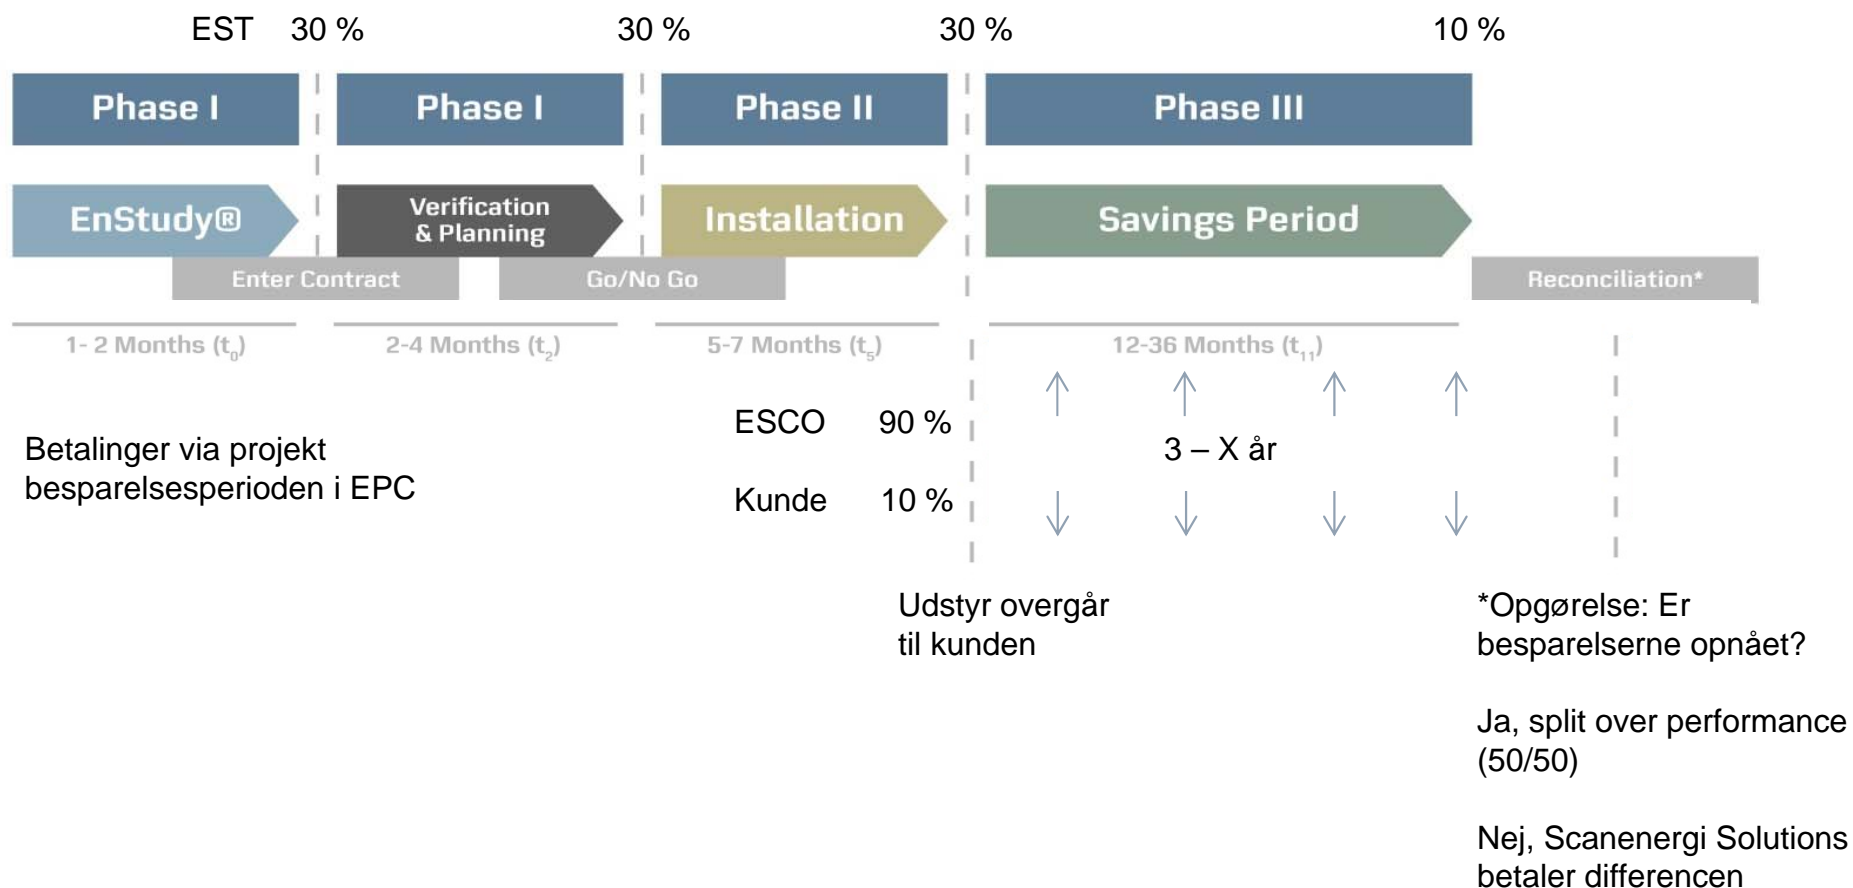 EST 30 % 30 % 30 % 10 %
Phase I Phase I Phase II Phase III
EnStudy® Verification & Planning Installation Savings Period
Enter Contract Go/No Go Reconciliation*
1- 2 Months (t0) 2-4 Months (t2) 5-7 Months (t5) 12-36 Months (t11)
ESCO 90 %
Betalinger via projekt
besparelsesperioden i EPC
3 – X år
Kunde 10 %
Udstyr overgår
til kunden
*Opgørelse: Er
besparelserne opnået?
Ja, split over performance
(50/50)
Nej, Scanenergi Solutions
betaler differencen